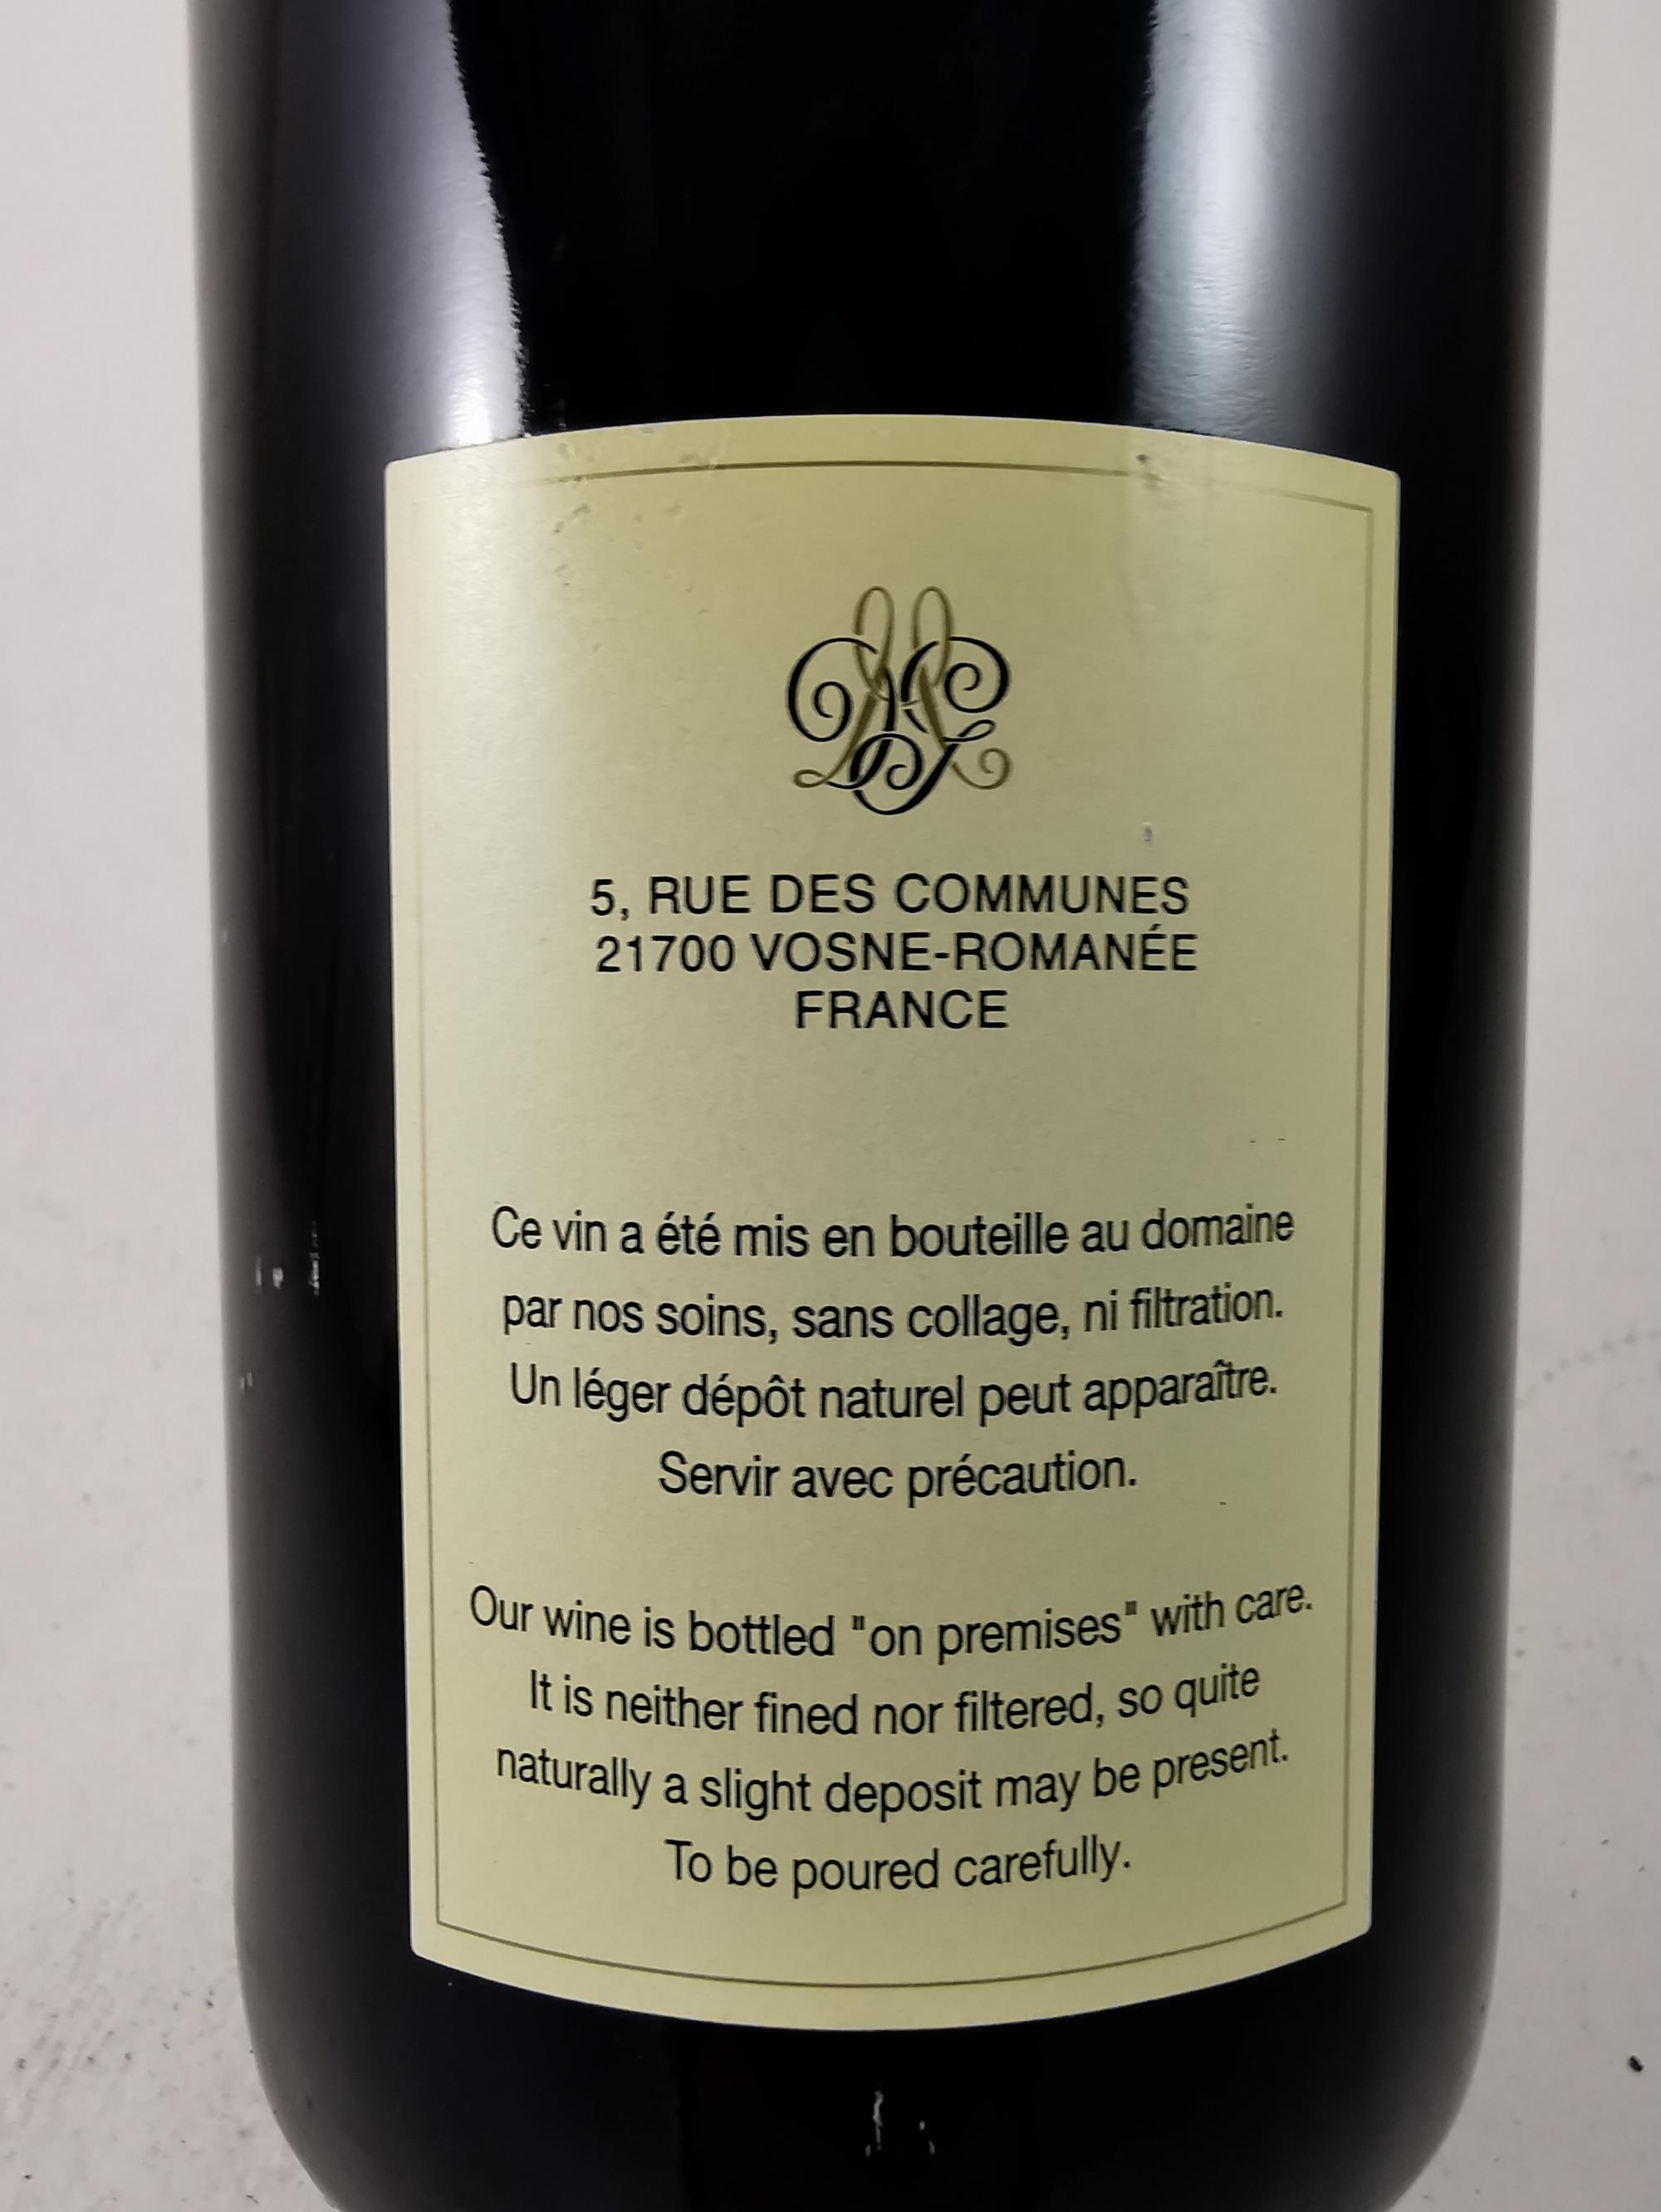 5, RUE DES COMMUNES
21700 VOSNE-ROMANÉE
FRANCE
Ce vin a été mis en bouteille au domaine
par nos soins, sans collage, ni filtration.
Un léger dépôt naturel peut apparaître.
Servir avec précaution.
Our wine is bottled "on premises" with care.
It is neither fined nor filtered, so quite
naturally a slight deposit may be present.
To be poured carefully.